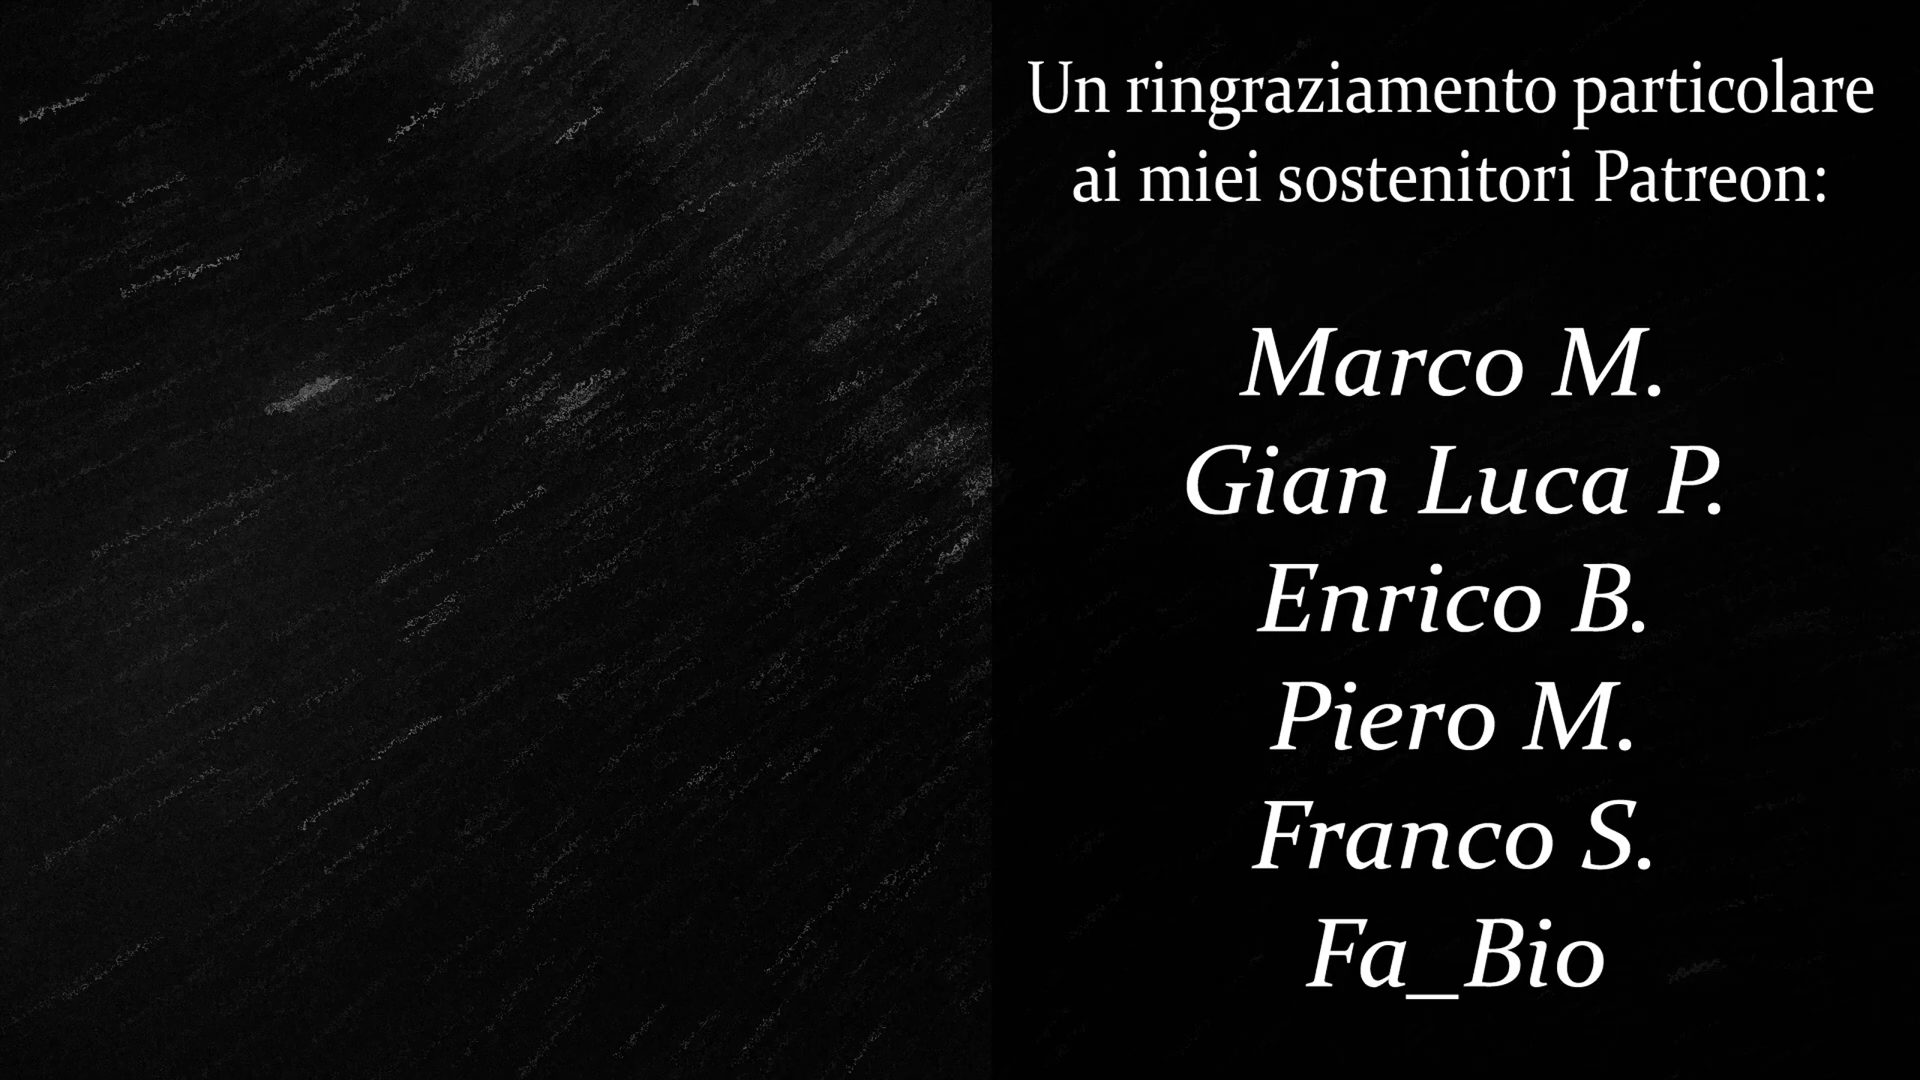 Un ringraziamento particolare
ai miei sostenitori Patreon:
Marco M.
Gian Luca P.
Enrico B.
Piero M.
Franco S.
Fa_Bio